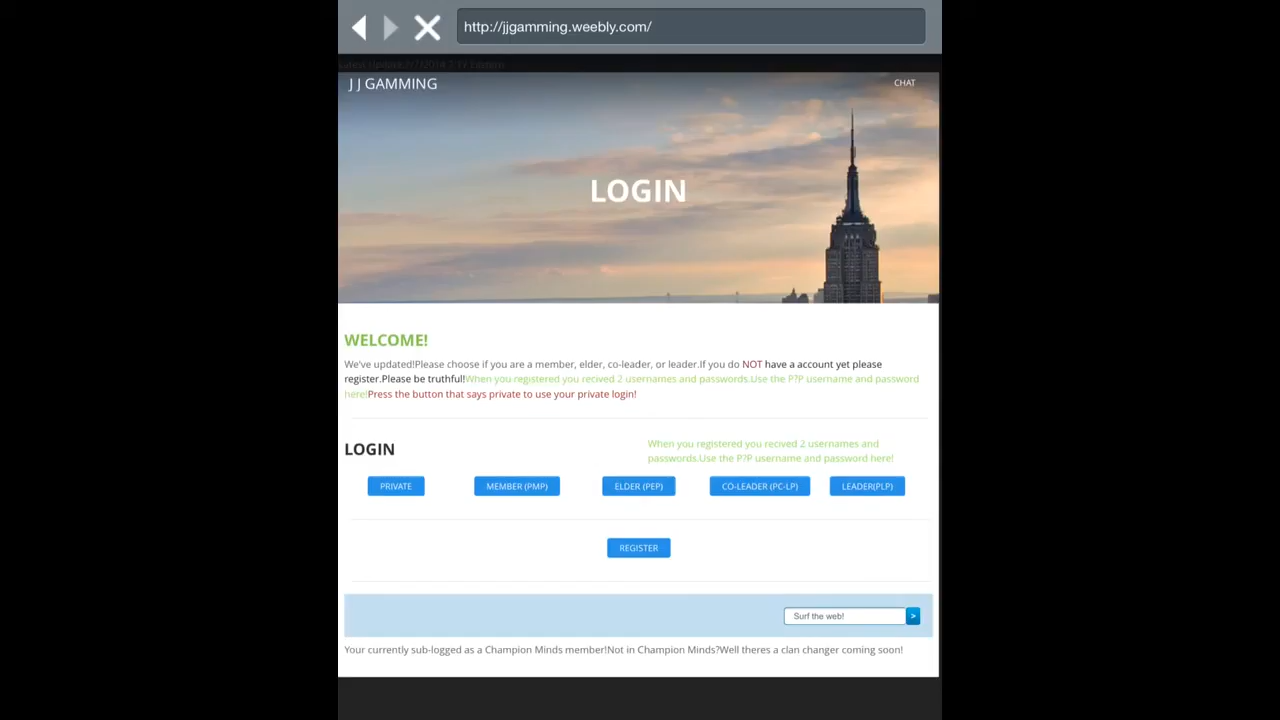 http://jjgamming.weebly.com/
J J GAMMING
CHAT
LOGIN
WELCOME!
We've updated!Please choose if you are a member, elder, co-leader, or leader.If you do NOT have a account yet please
register.Please be truthful!When you registered you recived 2 usernames and passwords.Use the P?P username and password
here!Press the button that says private to use your private login!
LOGIN
When you registered you recived 2 usernames and
passwords.Use the P?P username and password here!
PRIVATE
MEMBER (PMP)
ELDER (PEP)
CO-LEADER (PC-LP)
LEADER(PLP)
REGISTER
Surf the web!
>
Your currently sub-logged as a Champion Minds member!Not in Champion Minds?Well theres a clan changer coming soon!